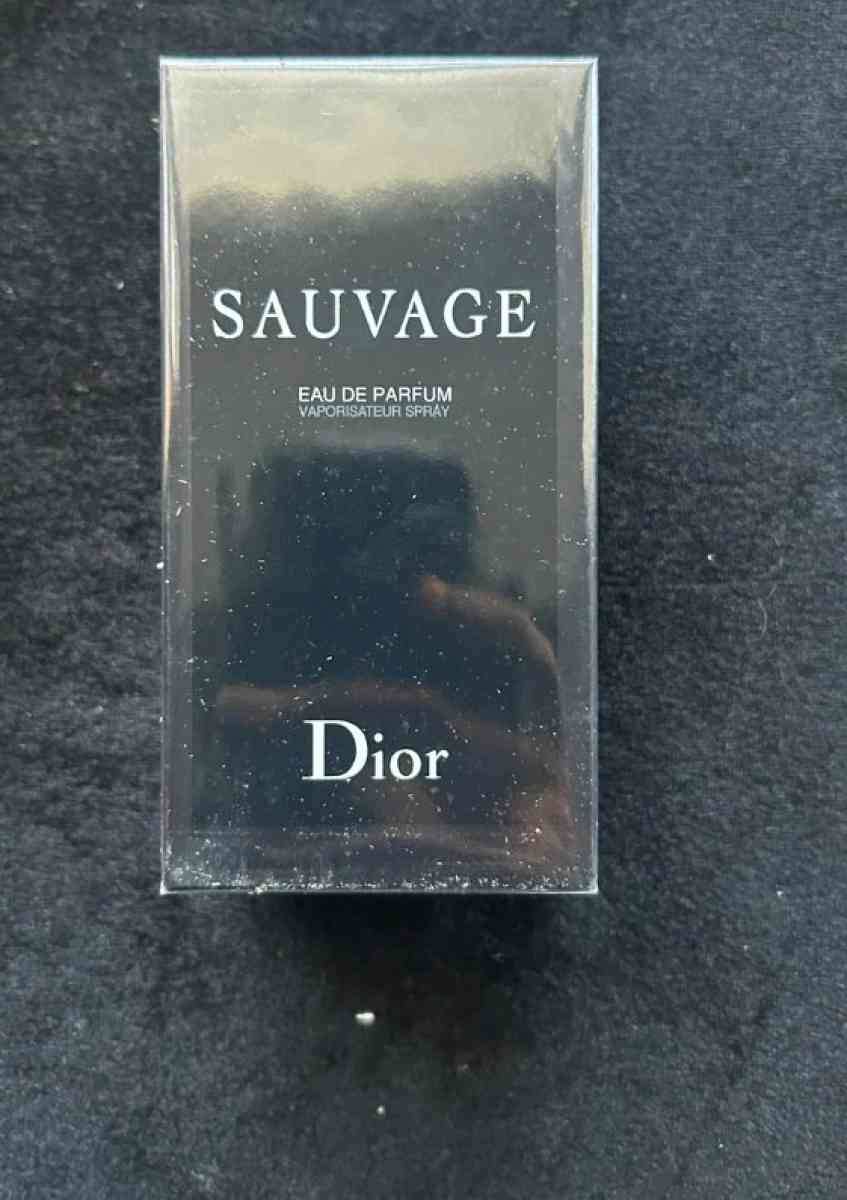 SAUVAGE
EAU DE PARFUM
VAPORISATEUR SPRAY
Dior